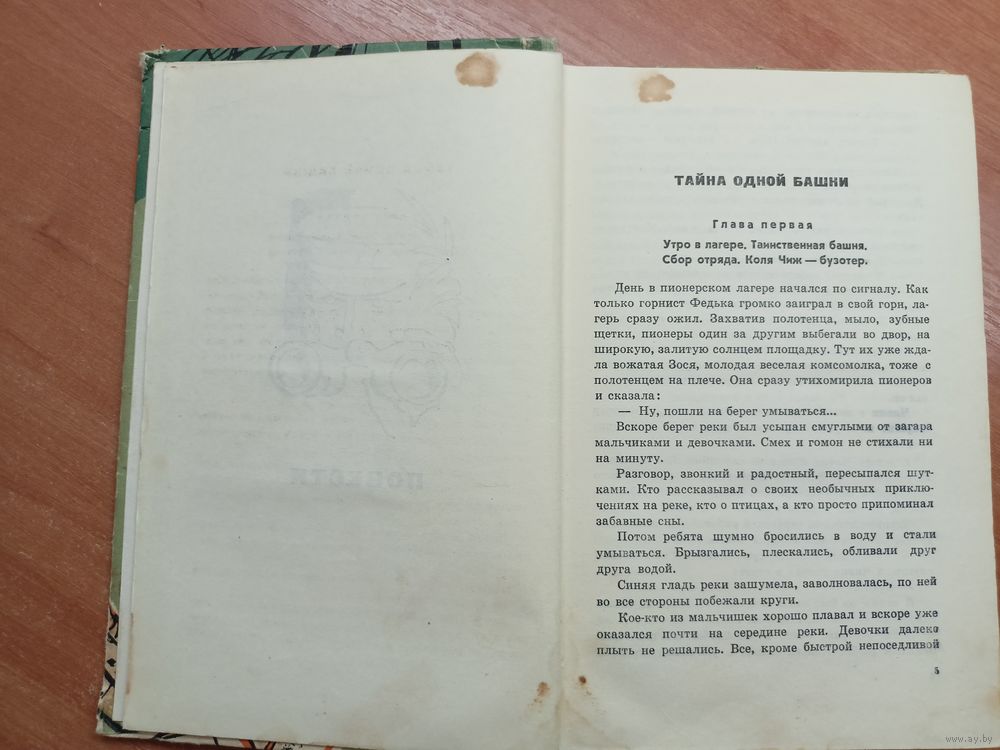 ТАЙНА ОДНОЙ БАШНИ
Глава первая
Утро в лагере. Таинственная башня.
Сбор отряда. Коля Чиж — бузотер.
День в пионерском лагере начался по сигналу. Как
только горнист Федька громко заиграл в свой горн, ла-
герь сразу ожил. Захватив полотенца, мыло, зубные
щетки, пионеры один за другим выбегали во двор, на
широкую, залитую солнцем площадку. Тут их уже жда-
ла вожатая Зося, молодая веселая комсомолка, тоже с
полотенцем на плече. Она сразу утихомирила пионеров
и сказала:
— Ну, пошли на берег умываться...
Вскоре берег реки был усыпан смуглыми от загара
мальчиками и девочками. Смех и гомон не стихали ни
на минуту.
Разговор, звонкий и радостный, пересыпался шут-
ками. Кто рассказывал о своих необычных приклю-
чениях на реке, кто о птицах, а кто просто припоминал
забавные сны.
Потом ребята шумно бросились в воду и стали
умываться. Брызгались, плескались, обливали друг
друга водой.
Синяя гладь реки зашумела, заволновалась, по ней
во все стороны побежали круги.
Кое-кто из мальчишек хорошо плавал и вскоре уже
оказался почти на середине реки. Девочки далеко
плыть не решались. Все, кроме быстрой непоседливой
5
www.ay.by